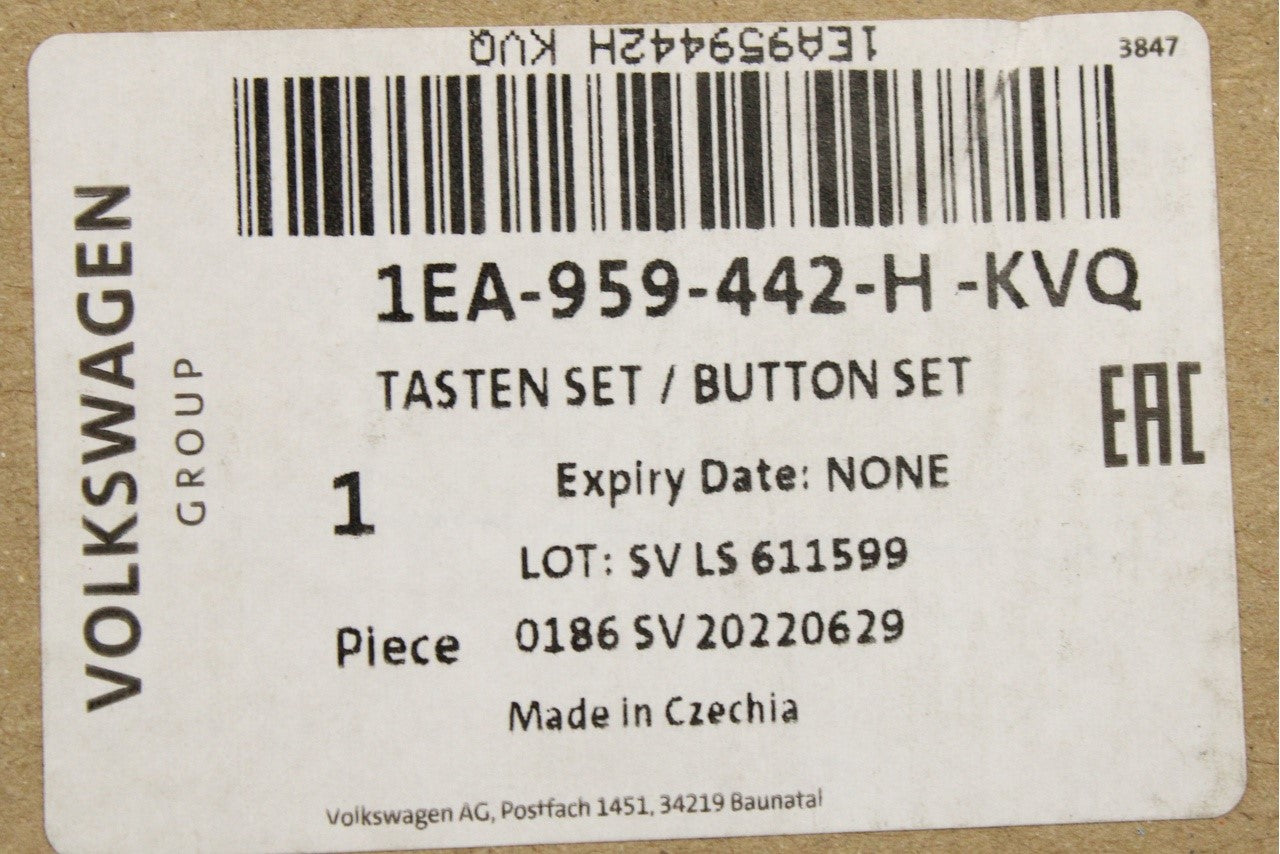 1EA959442H KVQ
3847
VOLKSWAGEN
GROUP
1EA-959-442-H -KVQ
TASTEN SET / BUTTON SET
EAC
1
Expiry Date: NONE
LOT: SV LS 611599
Piece
0186 SV 20220629
Made in Czechia
Volkswagen AG, Postfach 1451, 34219 Baunatal